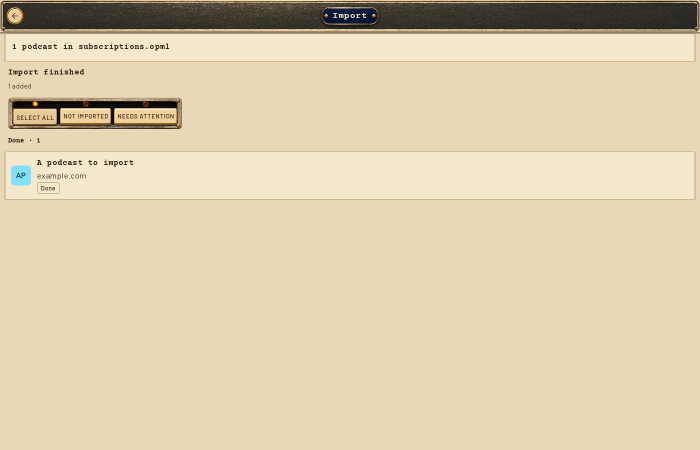 Import
1 podcast in subscriptions.opml
Import finished
1 added
SELECT ALL
NOT IMPORTED
NEEDS ATTENTION
Done · 1
AP
A podcast to import
example.com
Done